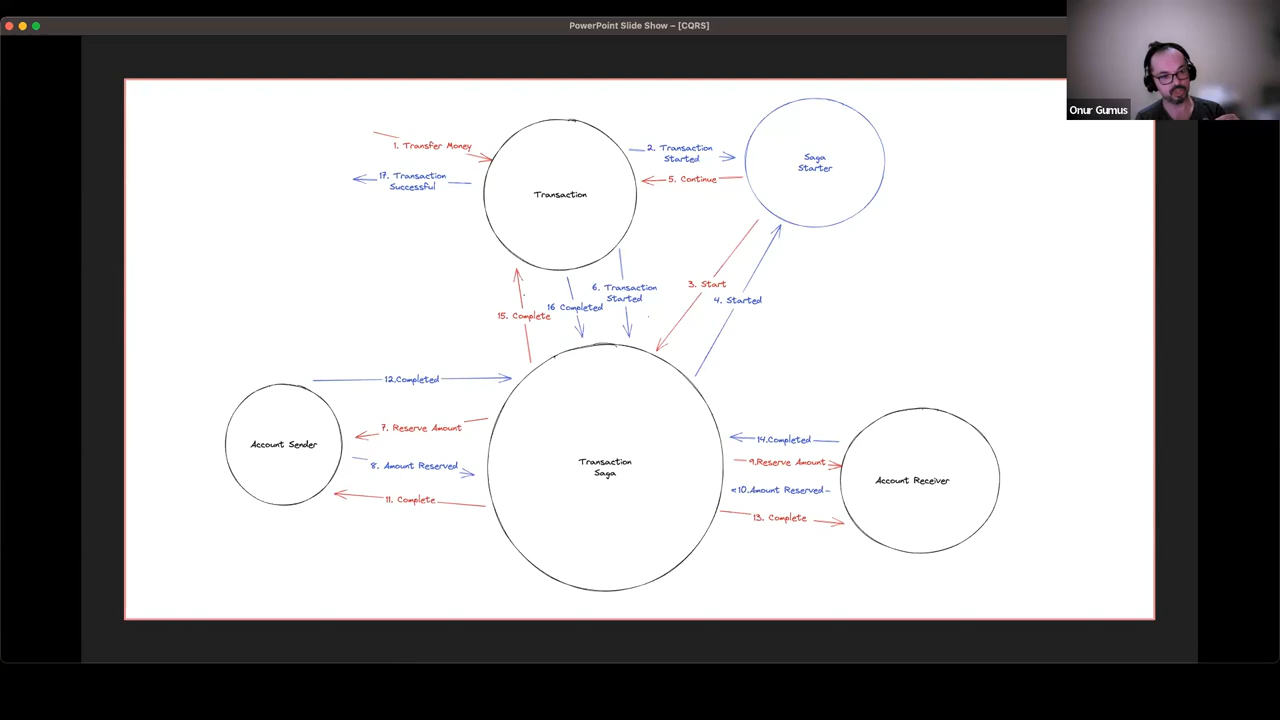 PowerPoint Slide Show – [CQRS]
Onur Gumus
1. Transfer Money
17. Transaction
Successful
Transaction
2. Transaction
Started
5. Continue
Saga
Starter
3. Start
4. Started
6. Transaction
Started
16 Completed
15. Complete
12.Completed
7. Reserve Amount
Account Sender
8. Amount Reserved
11. Complete
Transaction
Saga
14.Completed
9.Reserve Amount
10.Amount Reserved
13. Complete
Account Receiver